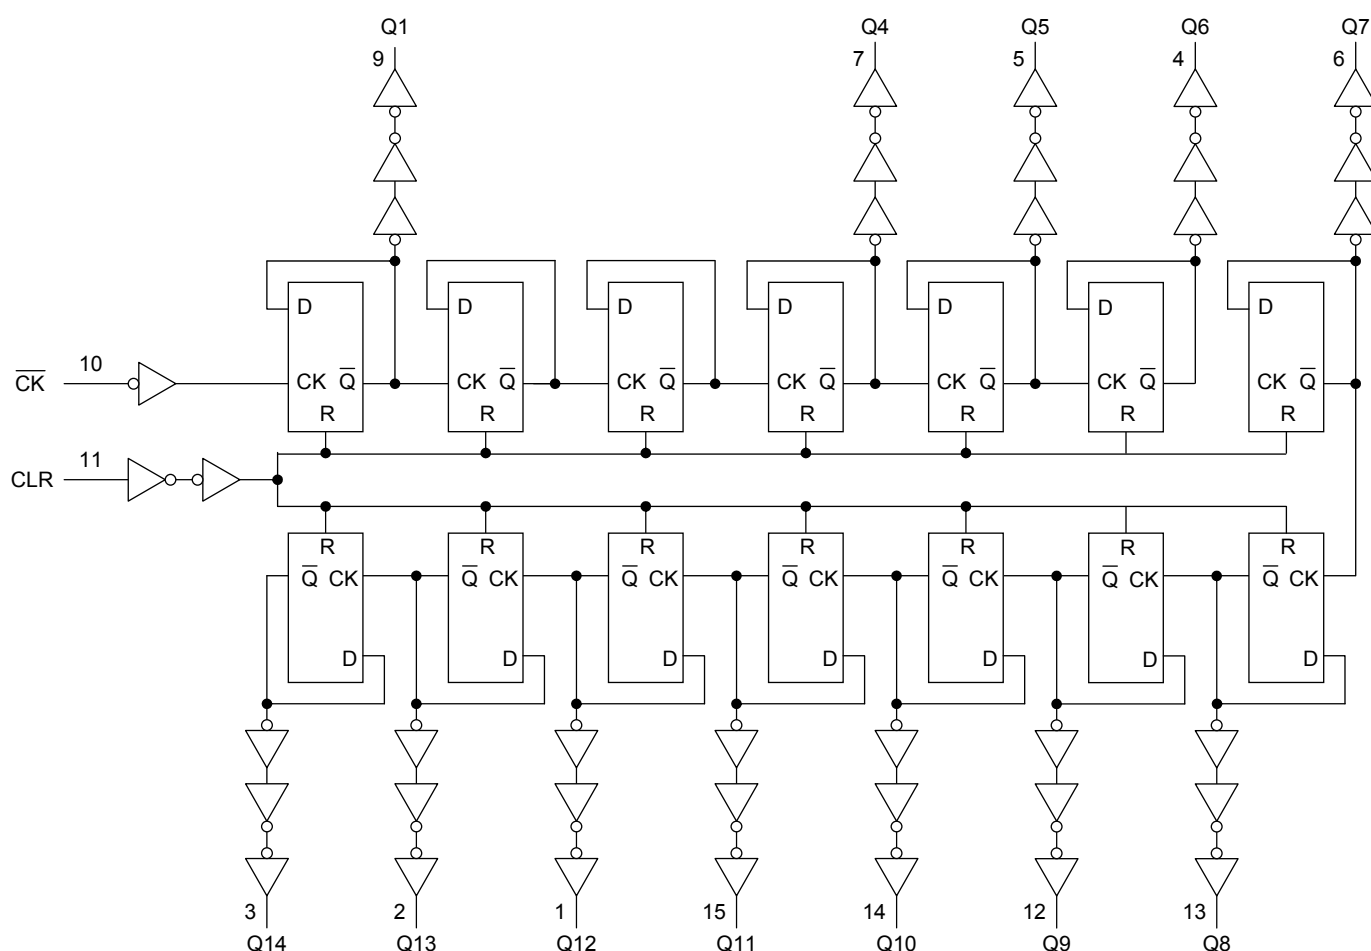 Q1 Q4 Q5 Q6 Q7
9 7 5 4 6
D D D D D D D
10
C̅K̅ CK Q̅ CK Q̅ CK Q̅ CK Q̅ CK Q̅ CK Q̅ CK Q̅
R R R R R R R
11
CLR
R R R R R R R
Q̅ CK Q̅ CK Q̅ CK Q̅ CK Q̅ CK Q̅ CK Q̅ CK
D D D D D D D
3 2 1 15 14 12 13
Q14 Q13 Q12 Q11 Q10 Q9 Q8